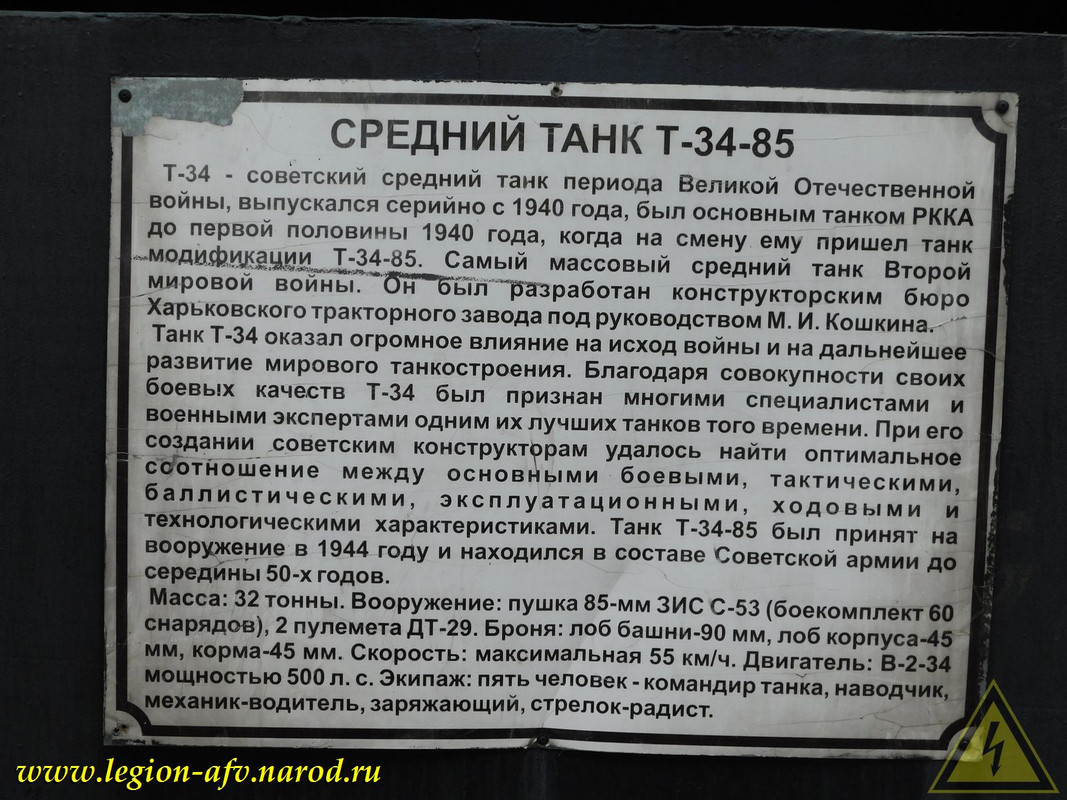 СРЕДНИЙ ТАНК Т-34-85
Т-34 - советский средний танк периода Великой Отечественной
войны, выпускался серийно с 1940 года, был основным танком РККА
до первой половины 1940 года, когда на смену ему пришел танк
модификации Т-34-85. Самый массовый средний танк Второй
мировой войны. Он был разработан конструкторским бюро
Харьковского тракторного завода под руководством М. И. Кошкина.
Танк Т-34 оказал огромное влияние на исход войны и на дальнейшее
развитие мирового танкостроения. Благодаря совокупности своих
боевых качеств Т-34 был признан многими специалистами и
военными экспертами одним их лучших танков того времени. При его
создании советским конструкторам удалось найти оптимальное
соотношение между основными боевыми, тактическими,
баллистическими, эксплуатационными, ходовыми и
технологическими характеристиками. Танк Т-34-85 был принят на
вооружение в 1944 году и находился в составе Советской армии до
середины 50-х годов.
Масса: 32 тонны. Вооружение: пушка 85-мм ЗИС С-53 (боекомплект 60
снарядов), 2 пулемета ДТ-29. Броня: лоб башни-90 мм, лоб корпуса-45
мм, корма-45 мм. Скорость: максимальная 55 км/ч. Двигатель: В-2-34
мощностью 500 л. с. Экипаж: пять человек - командир танка, наводчик,
механик-водитель, заряжающий, стрелок-радист.
www.legion-afv.narod.ru